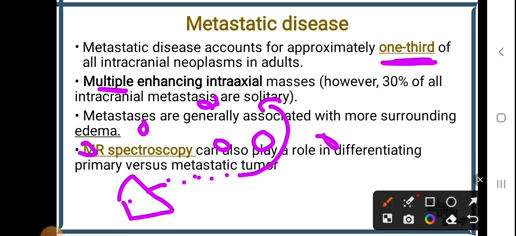 Metastatic disease
• Metastatic disease accounts for approximately one-third of
all intracranial neoplasms in adults.
• Multiple enhancing intraaxial masses (however, 30% of all
intracranial metastasis are solitary).
• Metastases are generally associated with more surrounding
edema.
• MR spectroscopy can also play a role in differentiating
primary versus metastatic tumor